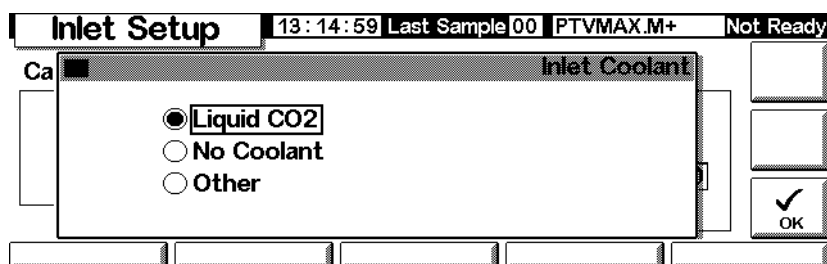 Inlet Setup 13:14:59 Last Sample 00 PTVMAX.M+ Not Ready
Inlet Coolant
Ca
Liquid CO2
No Coolant
Other
OK